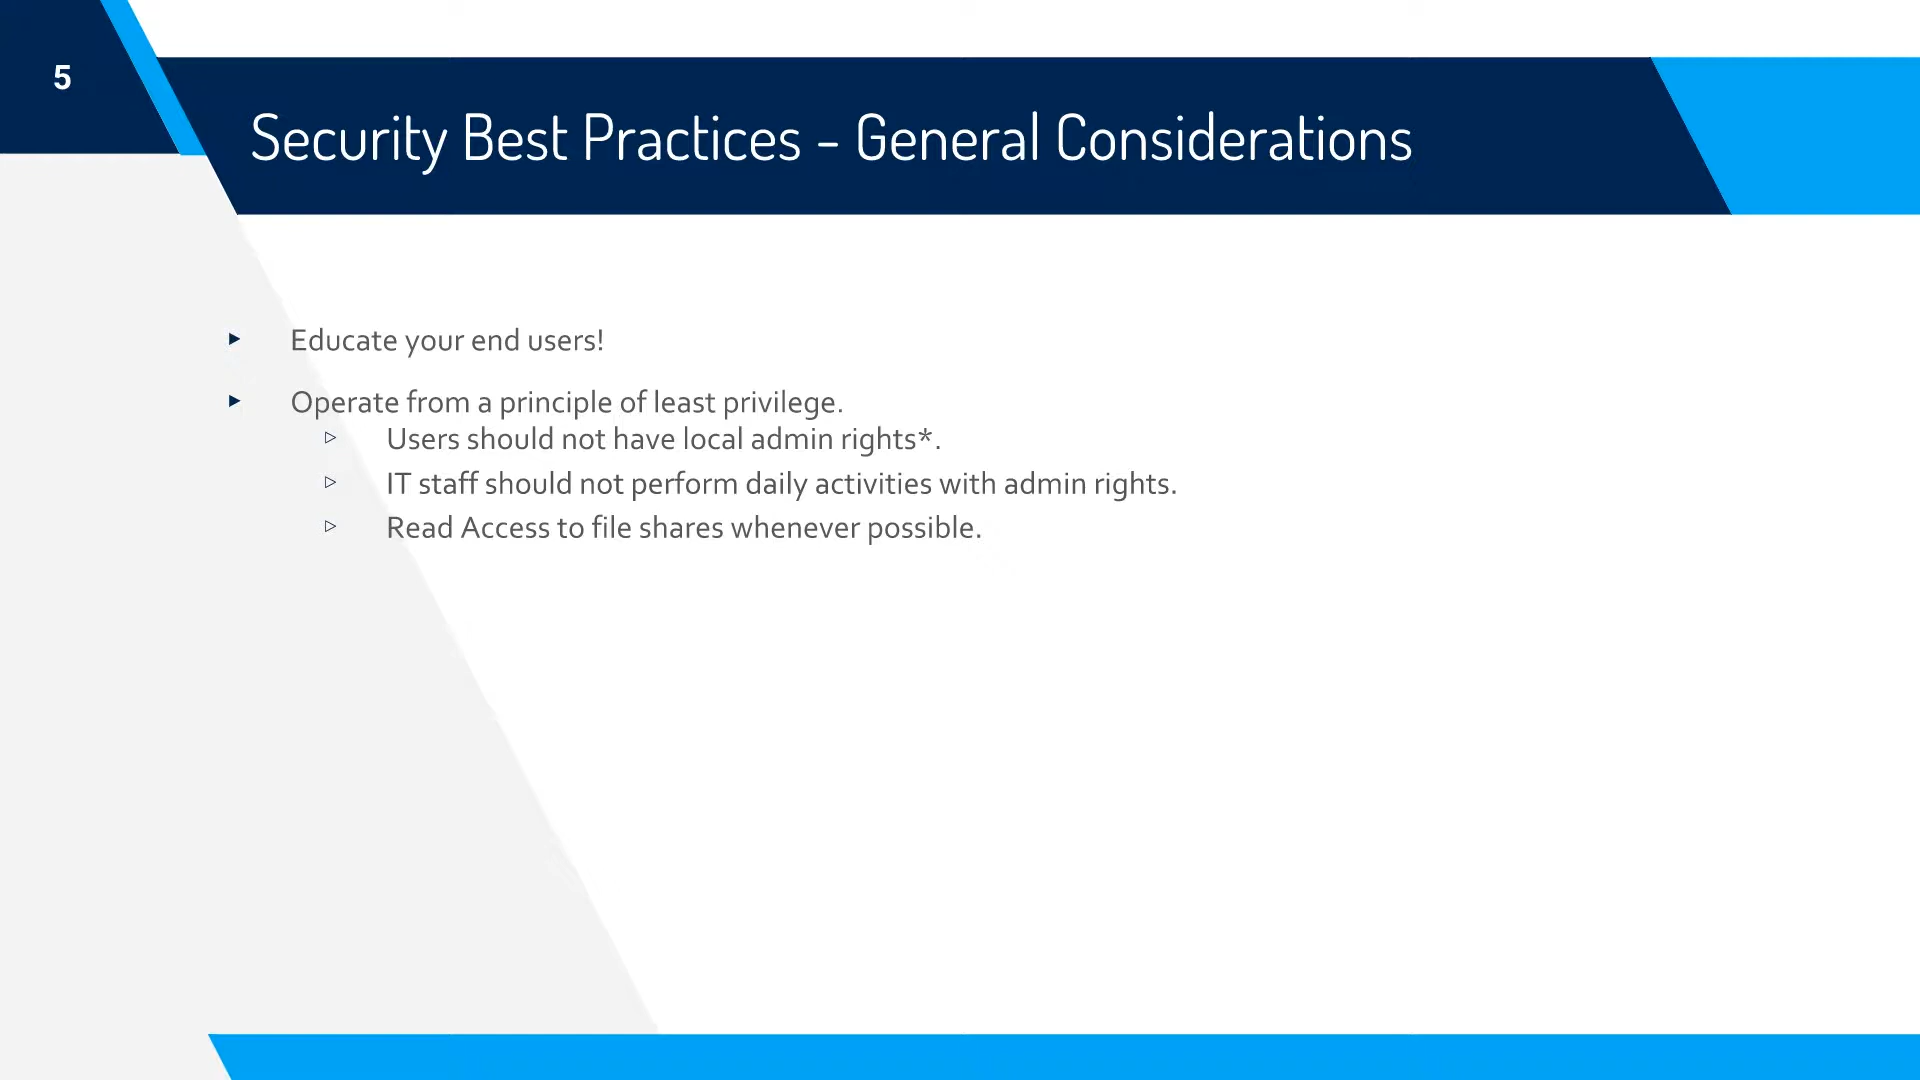 5
Security Best Practices - General Considerations
Educate your end users!
Operate from a principle of least privilege.
Users should not have local admin rights*.
IT staff should not perform daily activities with admin rights.
Read Access to file shares whenever possible.